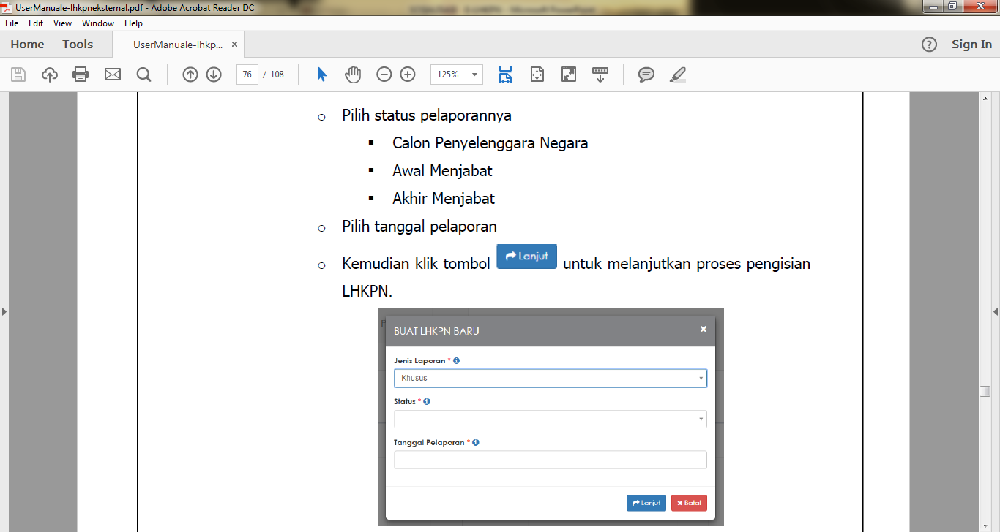 UserManuale-lhkpneksternal.pdf - Adobe Acrobat Reader DC
File Edit View Window Help
Home Tools UserManuale-lhkp... × ? Sign In
76 / 108 125%
o Pilih status pelaporannya
▪ Calon Penyelenggara Negara
▪ Awal Menjabat
▪ Akhir Menjabat
o Pilih tanggal pelaporan
o Kemudian klik tombol Lanjut untuk melanjutkan proses pengisian
LHKPN.
BUAT LHKPN BARU ×
Jenis Laporan *
Khusus
Status *
Tanggal Pelaporan *
Lanjut × Batal